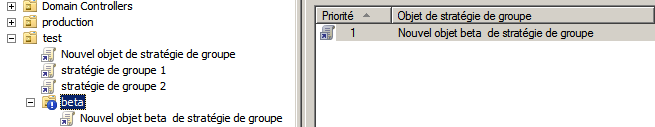 Domain Controllers
production
test
Nouvel objet de stratégie de groupe
stratégie de groupe 1
stratégie de groupe 2
beta
Nouvel objet beta  de stratégie de groupe
Priorité Objet de stratégie de groupe
1 Nouvel objet beta  de stratégie de groupe